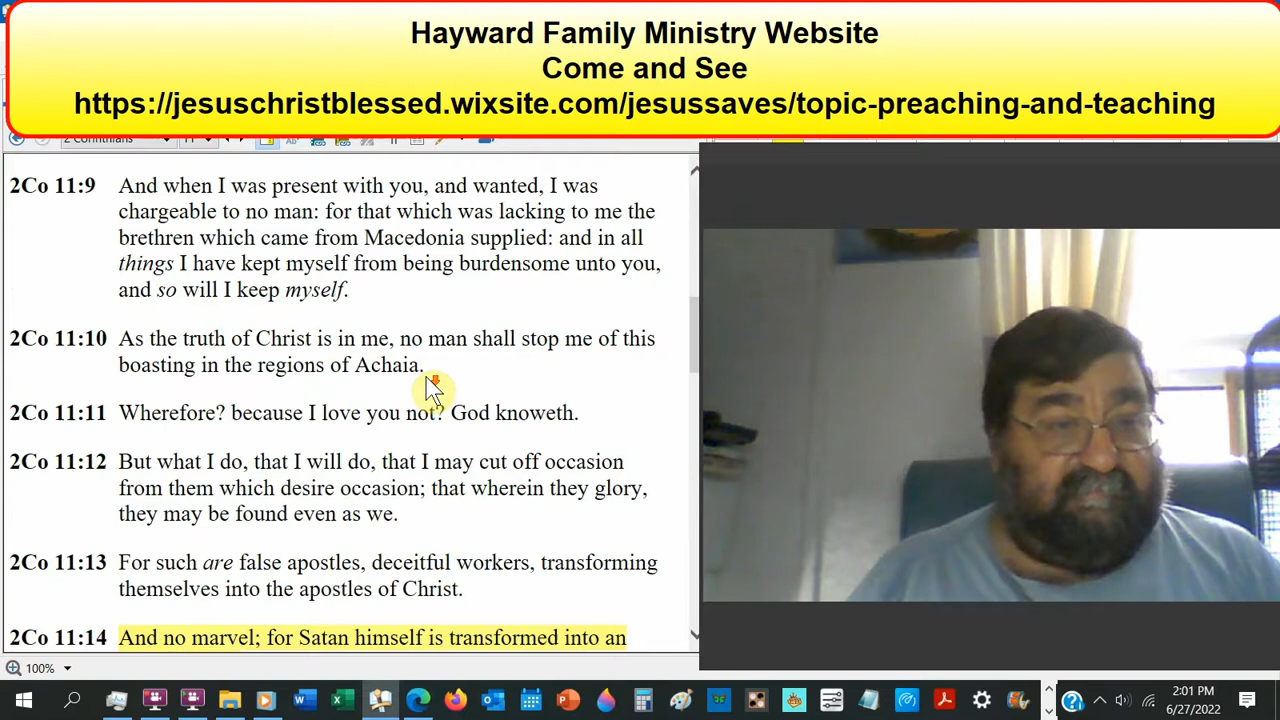 Hayward Family Ministry Website
Come and See
https://jesuschristblessed.wixsite.com/jesussaves/topic-preaching-and-teaching
2 Corinthians
2Co 11:9 And when I was present with you, and wanted, I was
chargeable to no man: for that which was lacking to me the
brethren which came from Macedonia supplied: and in all
things I have kept myself from being burdensome unto you,
and so will I keep myself.
2Co 11:10 As the truth of Christ is in me, no man shall stop me of this
boasting in the regions of Achaia.
2Co 11:11 Wherefore? because I love you not? God knoweth.
2Co 11:12 But what I do, that I will do, that I may cut off occasion
from them which desire occasion; that wherein they glory,
they may be found even as we.
2Co 11:13 For such are false apostles, deceitful workers, transforming
themselves into the apostles of Christ.
2Co 11:14 And no marvel; for Satan himself is transformed into an
100%
2:01 PM
6/27/2022